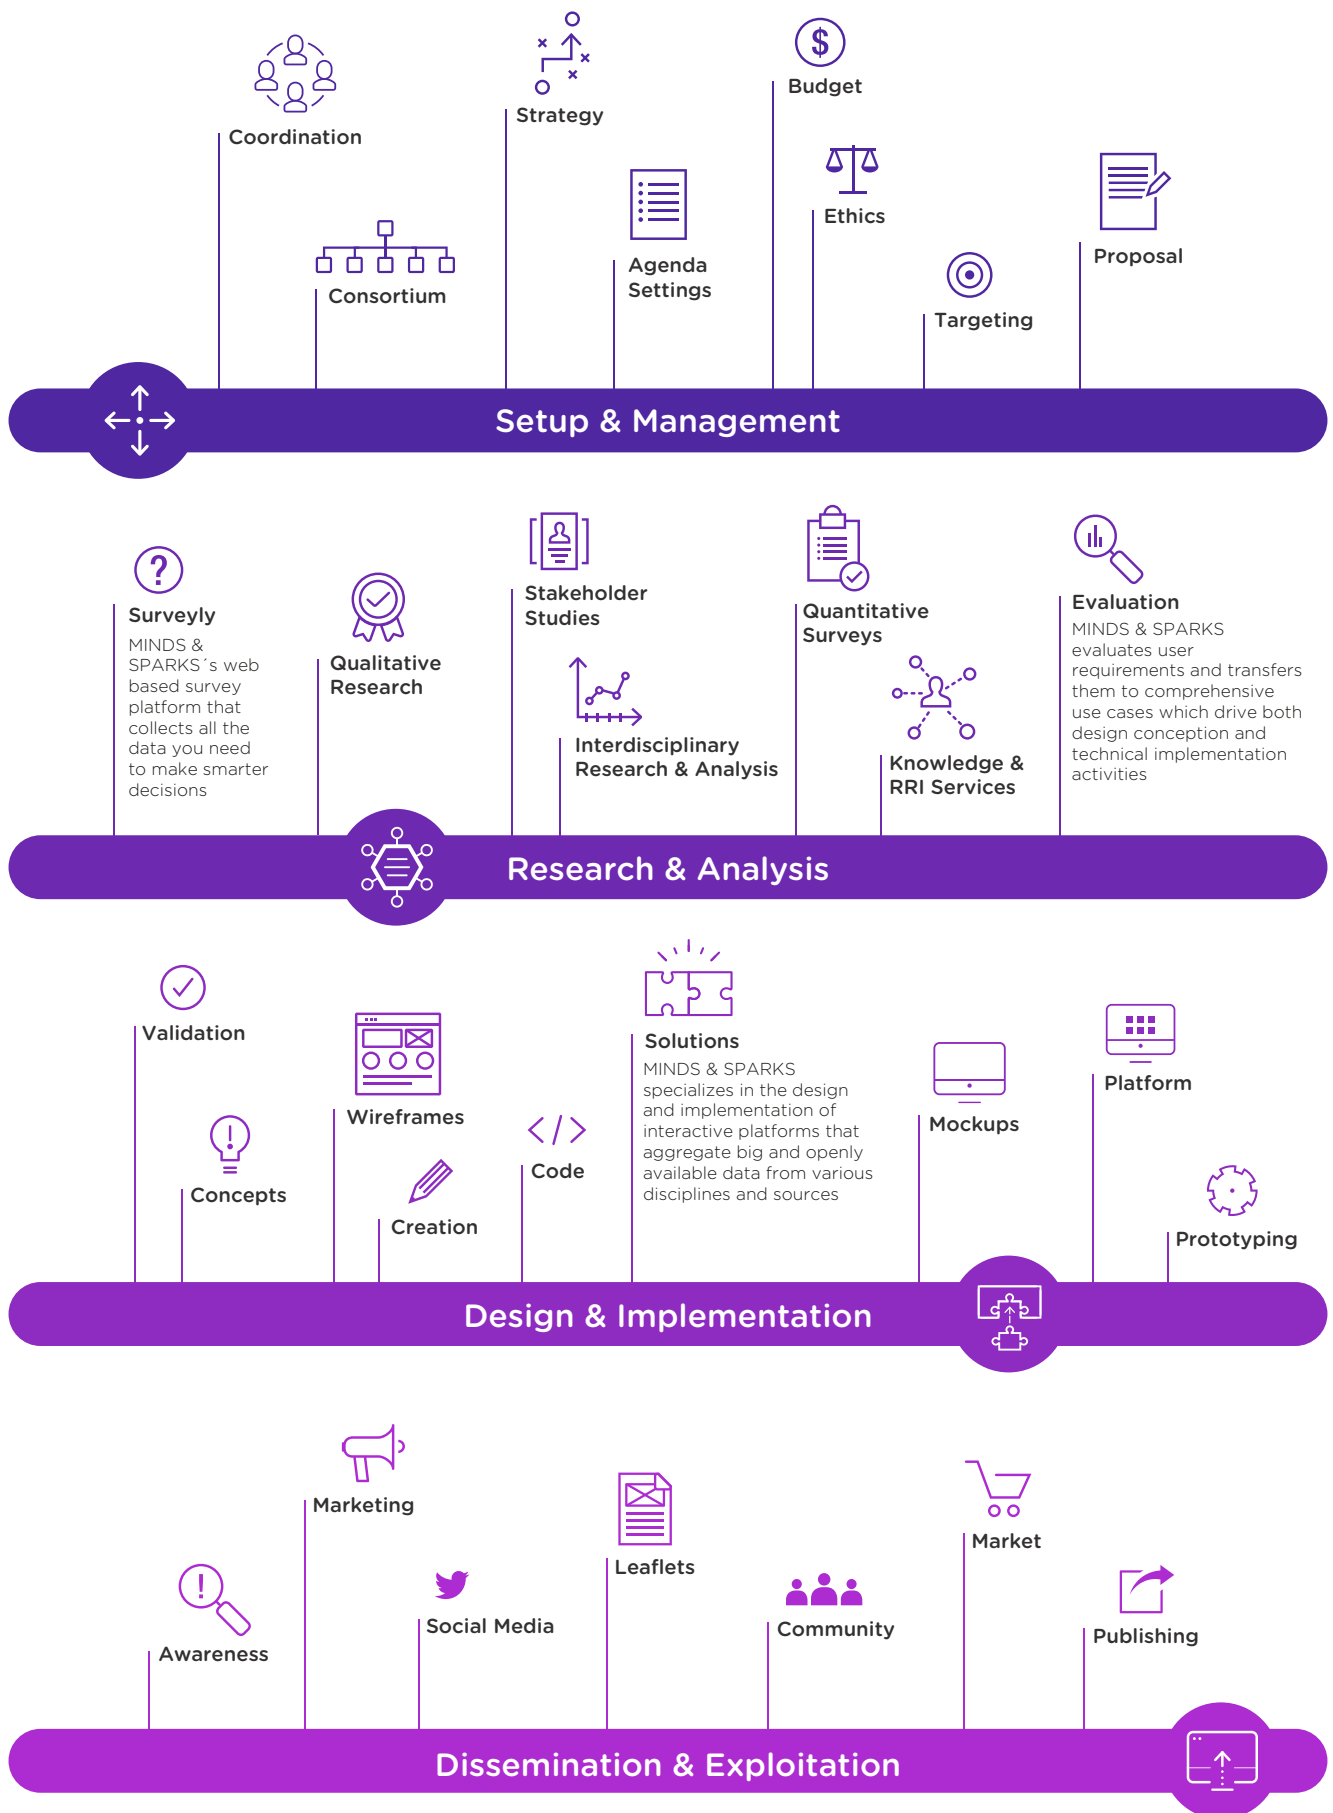 Coordination
Strategy
Budget
Consortium
Agenda
Settings
Ethics
Targeting
Proposal
Setup & Management
Surveyly
MINDS &
SPARKS´s web
based survey
platform that
collects all the
data you need
to make smarter
decisions
Qualitative
Research
Stakeholder
Studies
Interdisciplinary
Research & Analysis
Quantitative
Surveys
Knowledge &
RRI Services
Evaluation
MINDS & SPARKS
evaluates user
requirements and transfers
them to comprehensive
use cases which drive both
design conception and
technical implementation
activities
Research & Analysis
Validation
Concepts
Wireframes
Creation
Code
Solutions
MINDS & SPARKS
specializes in the design
and implementation of
interactive platforms that
aggregate big and openly
available data from various
disciplines and sources
Mockups
Platform
Prototyping
Design & Implementation
Awareness
Marketing
Social Media
Leaflets
Community
Market
Publishing
Dissemination & Exploitation